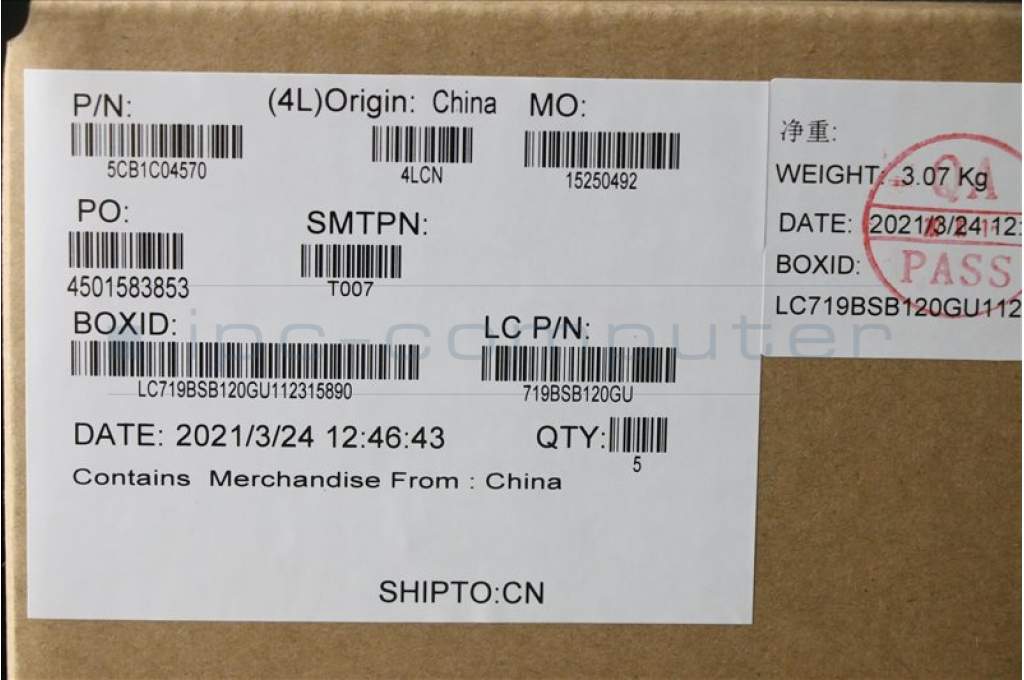 P/N:
5CB1C04570
(4L)Origin: China
4LCN
MO:
15250492
PO:
4501583853
SMTPN:
T007
BOXID:
LC719BSB120GU112315890
LC P/N:
719BSB120GU
DATE: 2021/3/24 12:46:43
QTY:
5
Contains Merchandise From : China
SHIPTO:CN
净重:
WEIGHT: 3.07 Kg
DATE: 2021/3/24 12:
BOXID:
LC719BSB120GU112
QA
PASS
ipc-computer